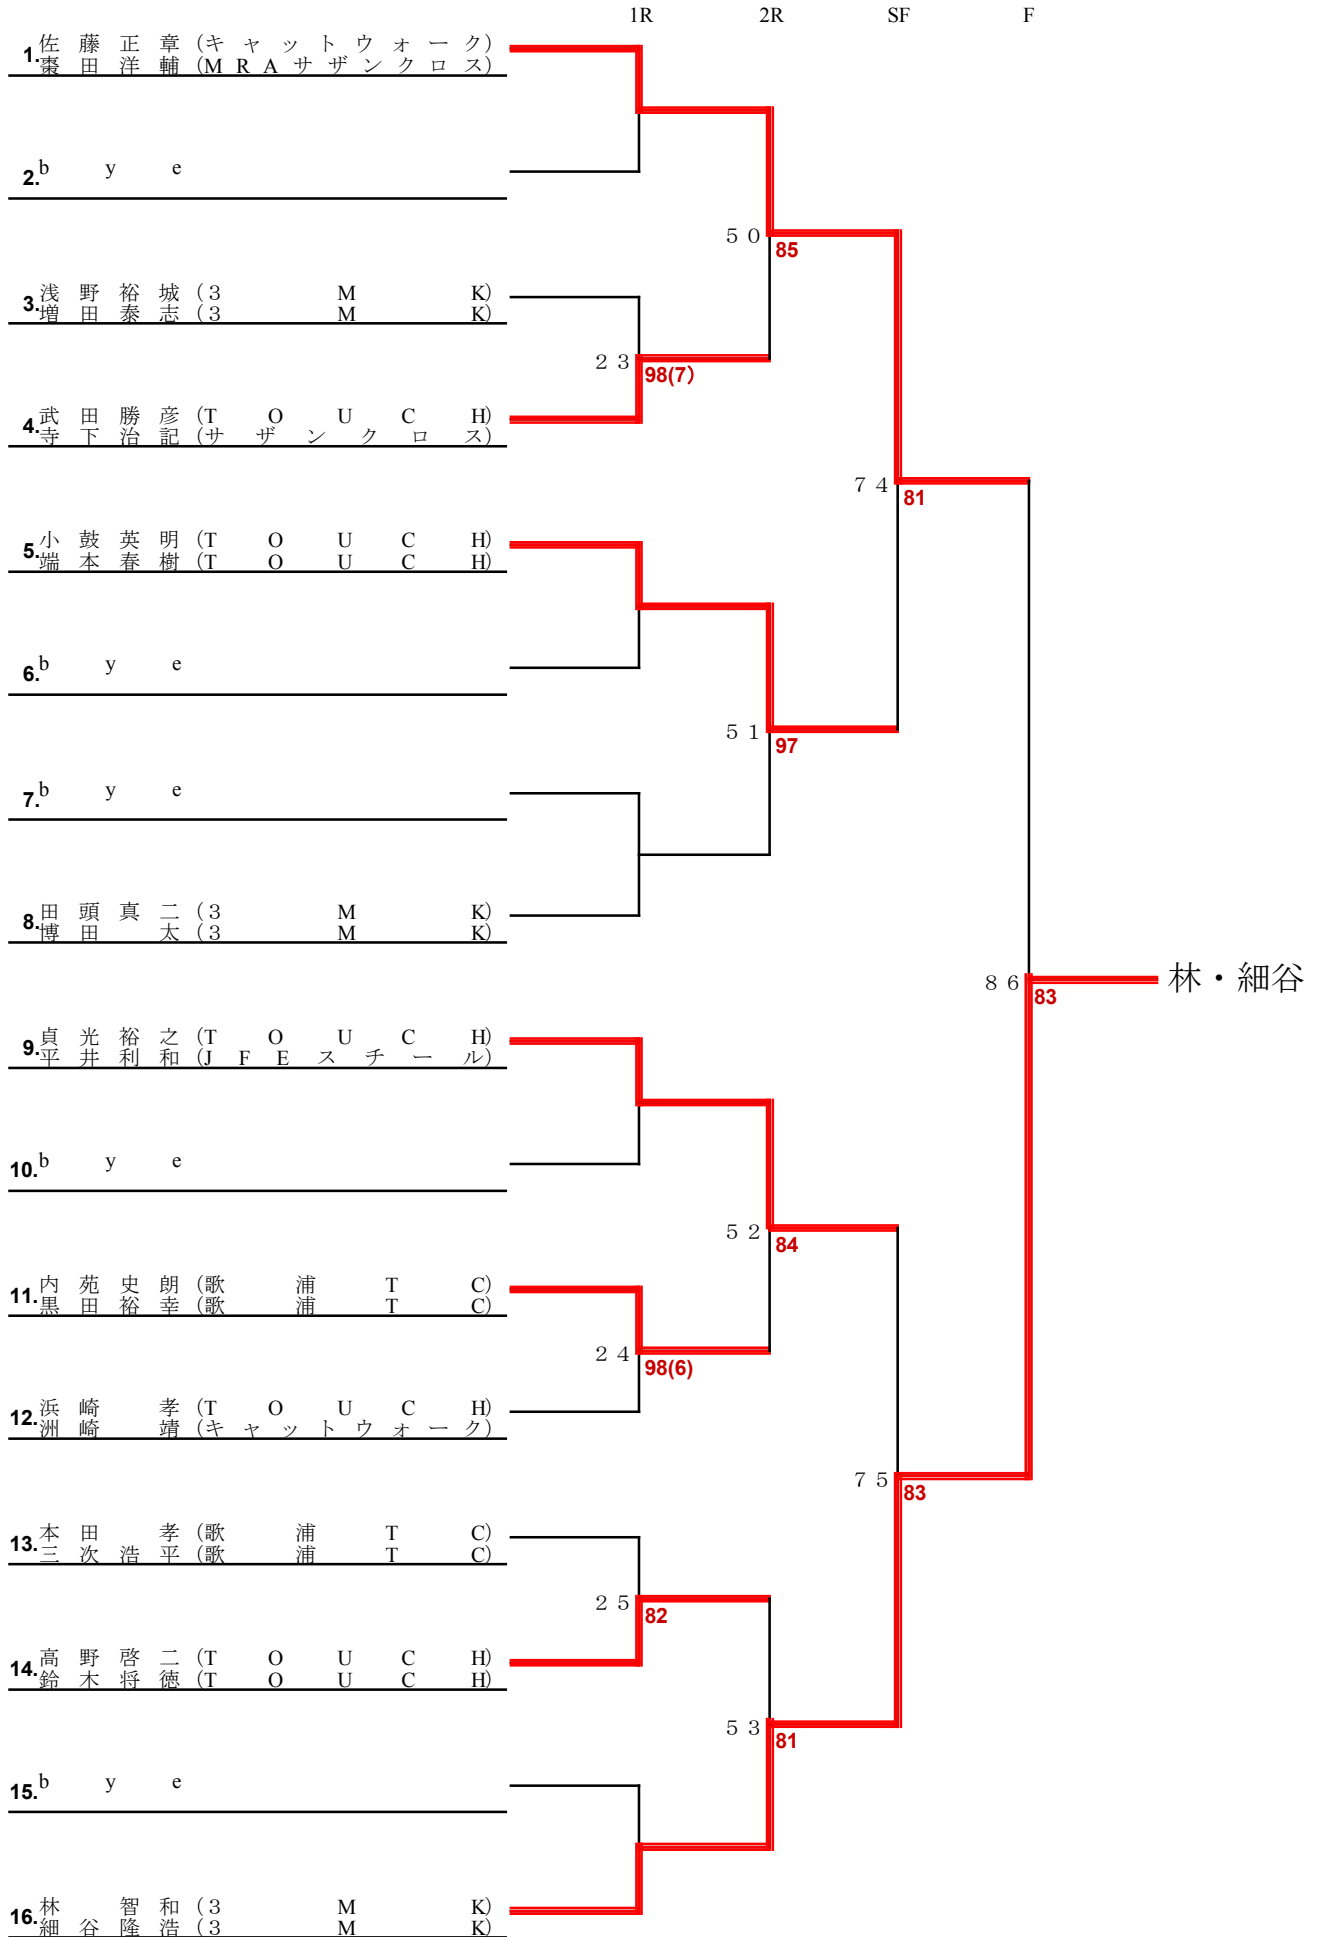 1R 2R SF F
1. 佐藤正章(キャットウォーク)
棗田洋輔(MRAサザンクロス)
2. bye
50 85
3. 浅野裕城(3MK)
増田泰志(3MK)
23 98(7)
4. 武田勝彦(TOUCH)
寺下治記(サザンクロス)
74 81
5. 小鼓英明(TOUCH)
端本春樹(TOUCH)
6. bye
51 97
7. bye
8. 田頭真二(3MK)
博田太(3MK)
86 83 林・細谷
9. 貞光裕之(TOUCH)
平井利和(JFEスチール)
10. bye
52 84
11. 内苑史朗(歌浦TC)
黒田裕幸(歌浦TC)
24 98(6)
12. 浜崎孝(TOUCH)
洲崎靖(キャットウォーク)
75 83
13. 本田孝(歌浦TC)
三次浩平(歌浦TC)
25 82
14. 高野啓二(TOUCH)
鈴木将徳(TOUCH)
53 81
15. bye
16. 林智和(3MK)
細谷隆浩(3MK)